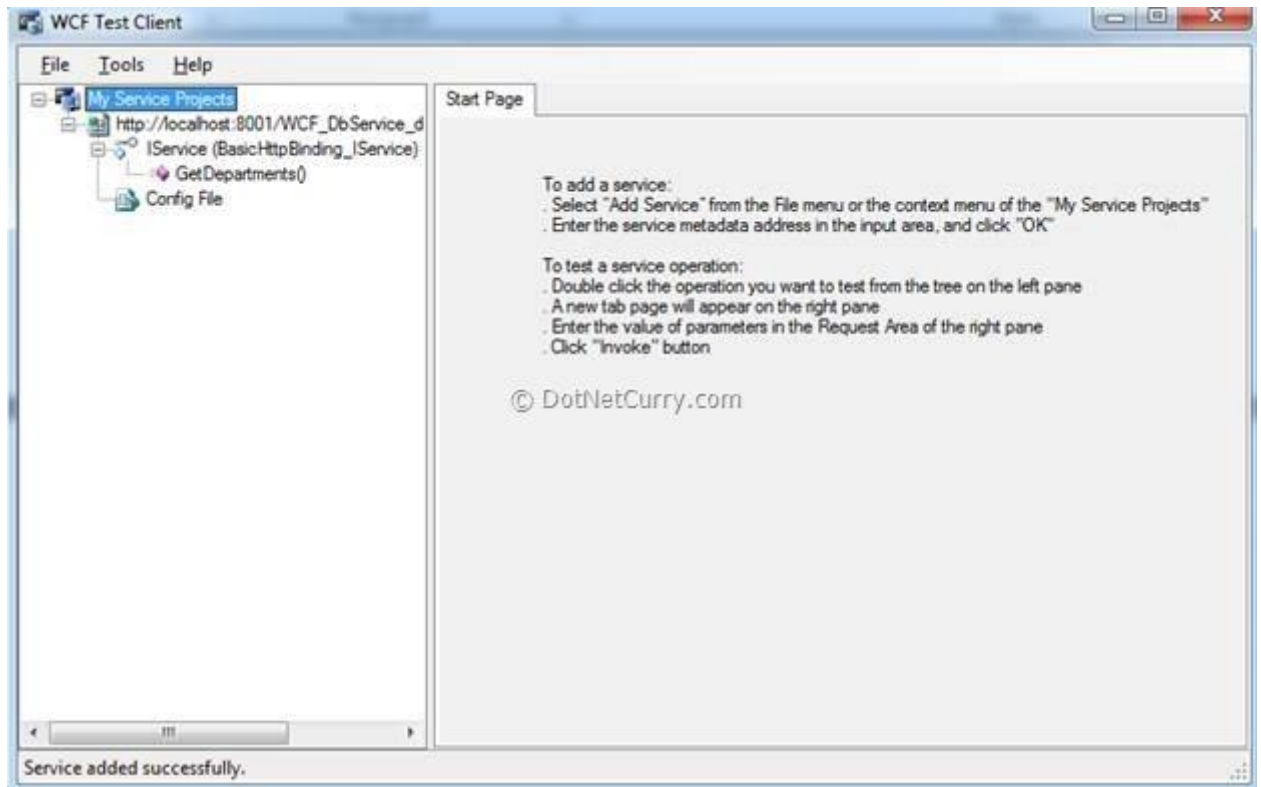 WCF Test Client
File Tools Help
My Service Projects
http://localhost:8001/WCF_DbService_d
IService (BasicHttpBinding_IService)
GetDepartments()
Config File
Start Page
To add a service:
. Select "Add Service" from the File menu or the context menu of the "My Service Projects"
. Enter the service metadata address in the input area, and click "OK"
To test a service operation:
. Double click the operation you want to test from the tree on the left pane
. A new tab page will appear on the right pane
. Enter the value of parameters in the Request Area of the right pane
. Click "Invoke" button
© DotNetCurry.com
Service added successfully.